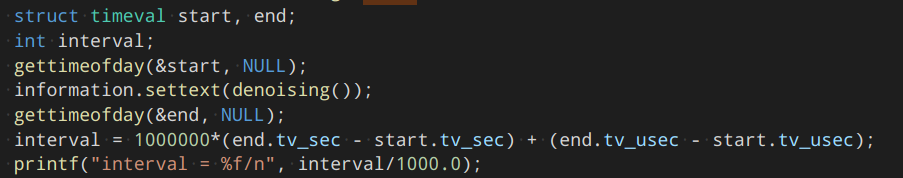 struct timeval start, end;
int interval;
gettimeofday(&start, NULL);
information.settext(denoising());
gettimeofday(&end, NULL);
interval = 1000000*(end.tv_sec - start.tv_sec) + (end.tv_usec - start.tv_usec);
printf("interval = %f/n", interval/1000.0);